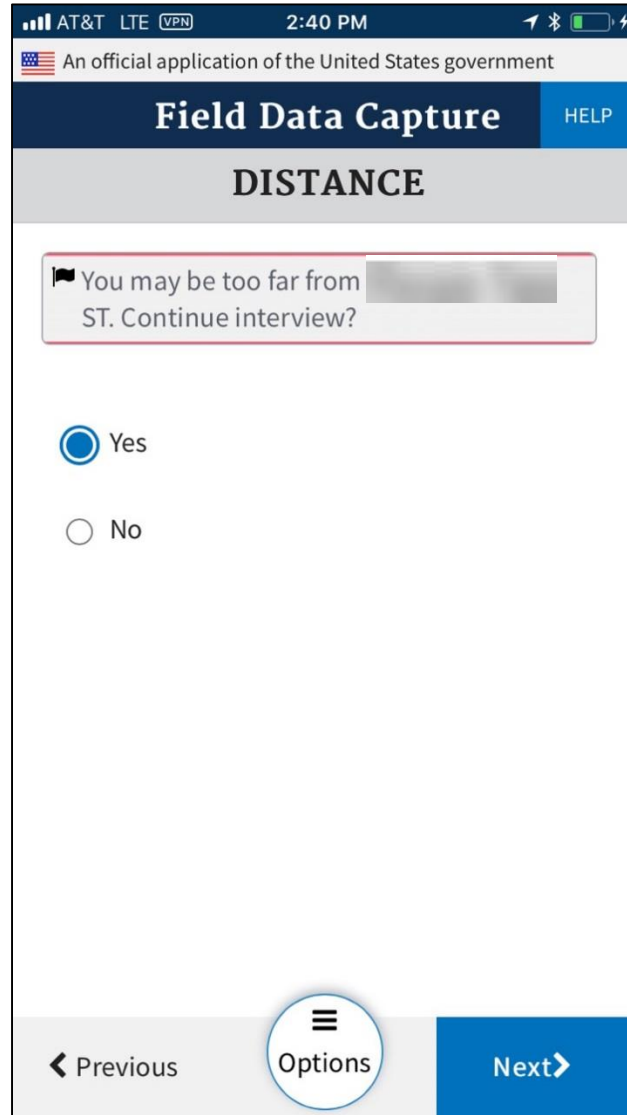 AT&T LTE VPN 2:40 PM
An official application of the United States government
Field Data Capture HELP
DISTANCE
You may be too far from
ST. Continue interview?
Yes
No
Previous Options Next